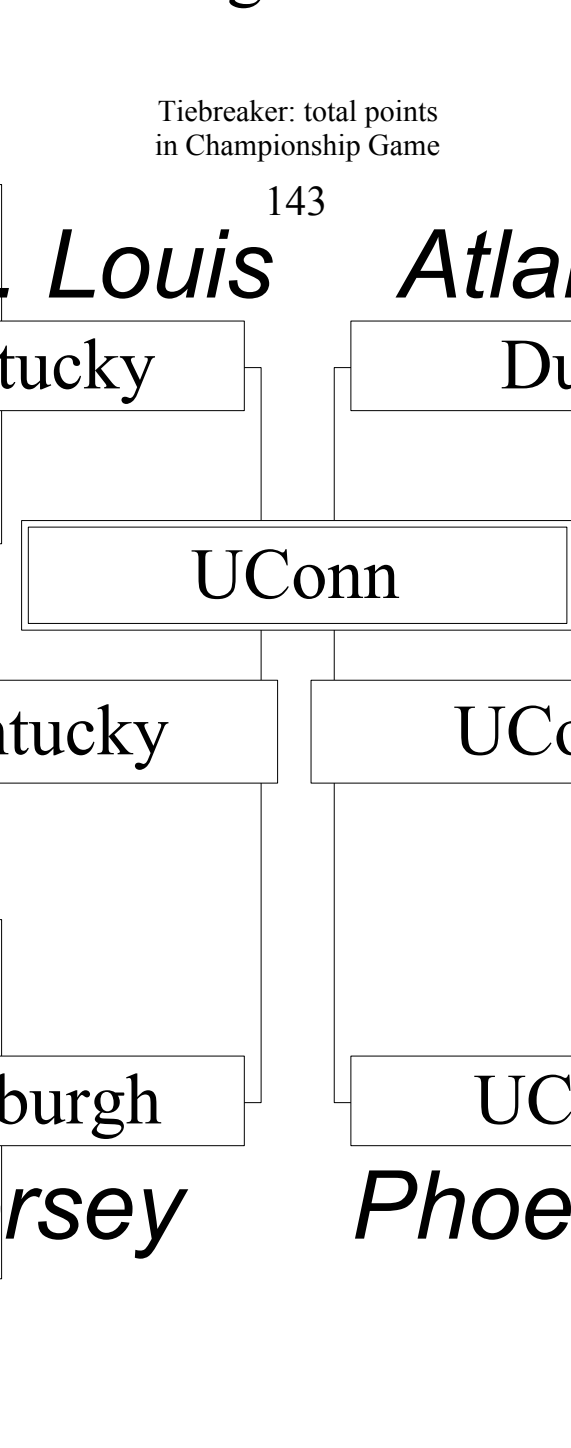 Tiebreaker: total points
in Championship Game
143
. Louis Atla
tucky Du
UConn
ntucky UCo
burgh UC
rsey Phoe